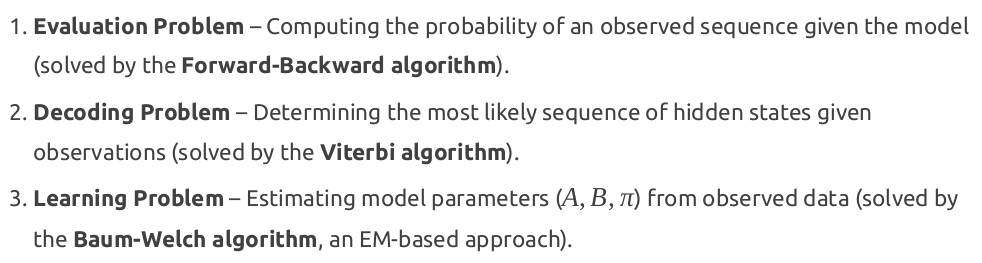 1. Evaluation Problem – Computing the probability of an observed sequence given the model
(solved by the Forward-Backward algorithm).
2. Decoding Problem – Determining the most likely sequence of hidden states given
observations (solved by the Viterbi algorithm).
3. Learning Problem – Estimating model parameters (A, B, π) from observed data (solved by
the Baum-Welch algorithm, an EM-based approach).